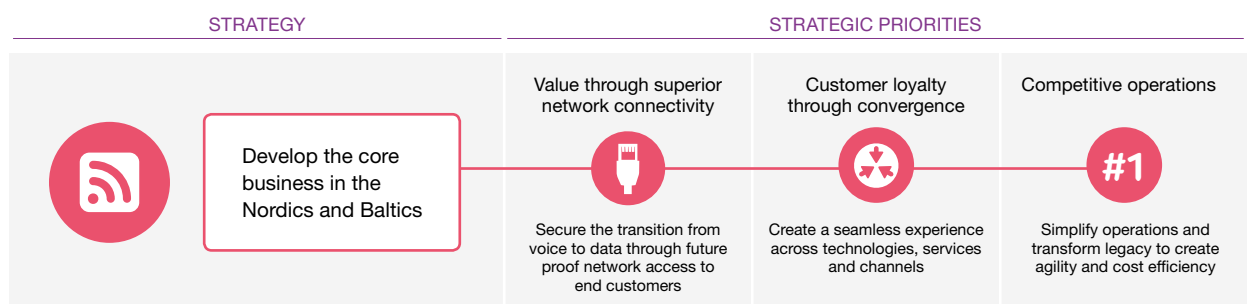 STRATEGY
STRATEGIC PRIORITIES
Develop the core
business in the
Nordics and Baltics
Value through superior
network connectivity
Secure the transition from
voice to data through future
proof network access to
end customers
Customer loyalty
through convergence
Create a seamless experience
across technologies, services
and channels
Competitive operations
#1
Simplify operations and
transform legacy to create
agility and cost efficiency